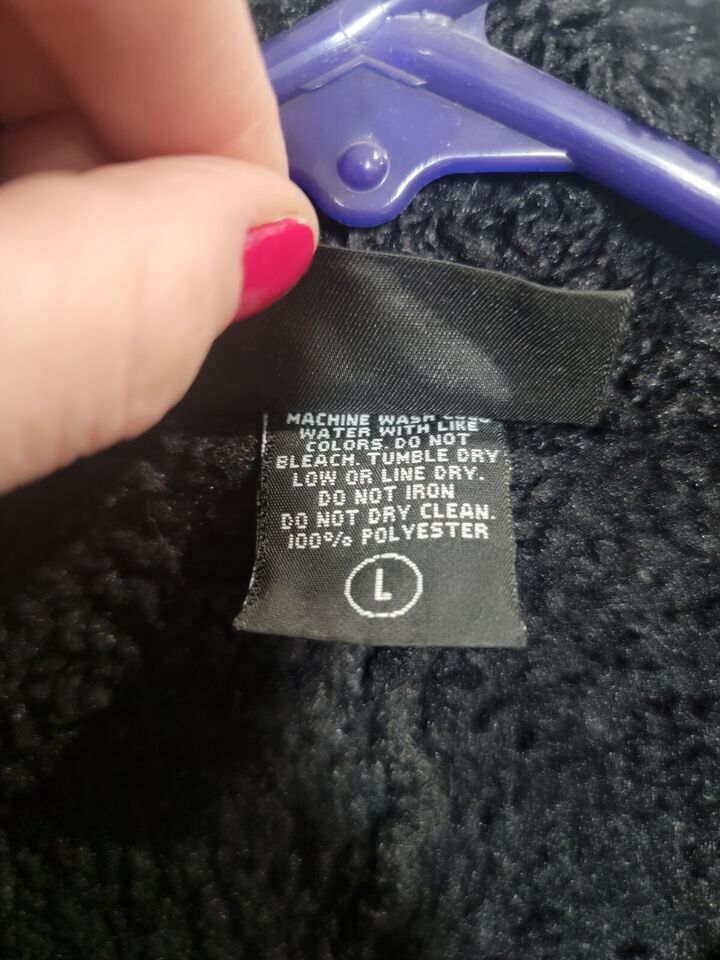 MACHINE WASH COLD
WATER WITH LIKE
COLORS. DO NOT
BLEACH. TUMBLE DRY
LOW OR LINE DRY.
DO NOT IRON
DO NOT DRY CLEAN.
100% POLYESTER
L